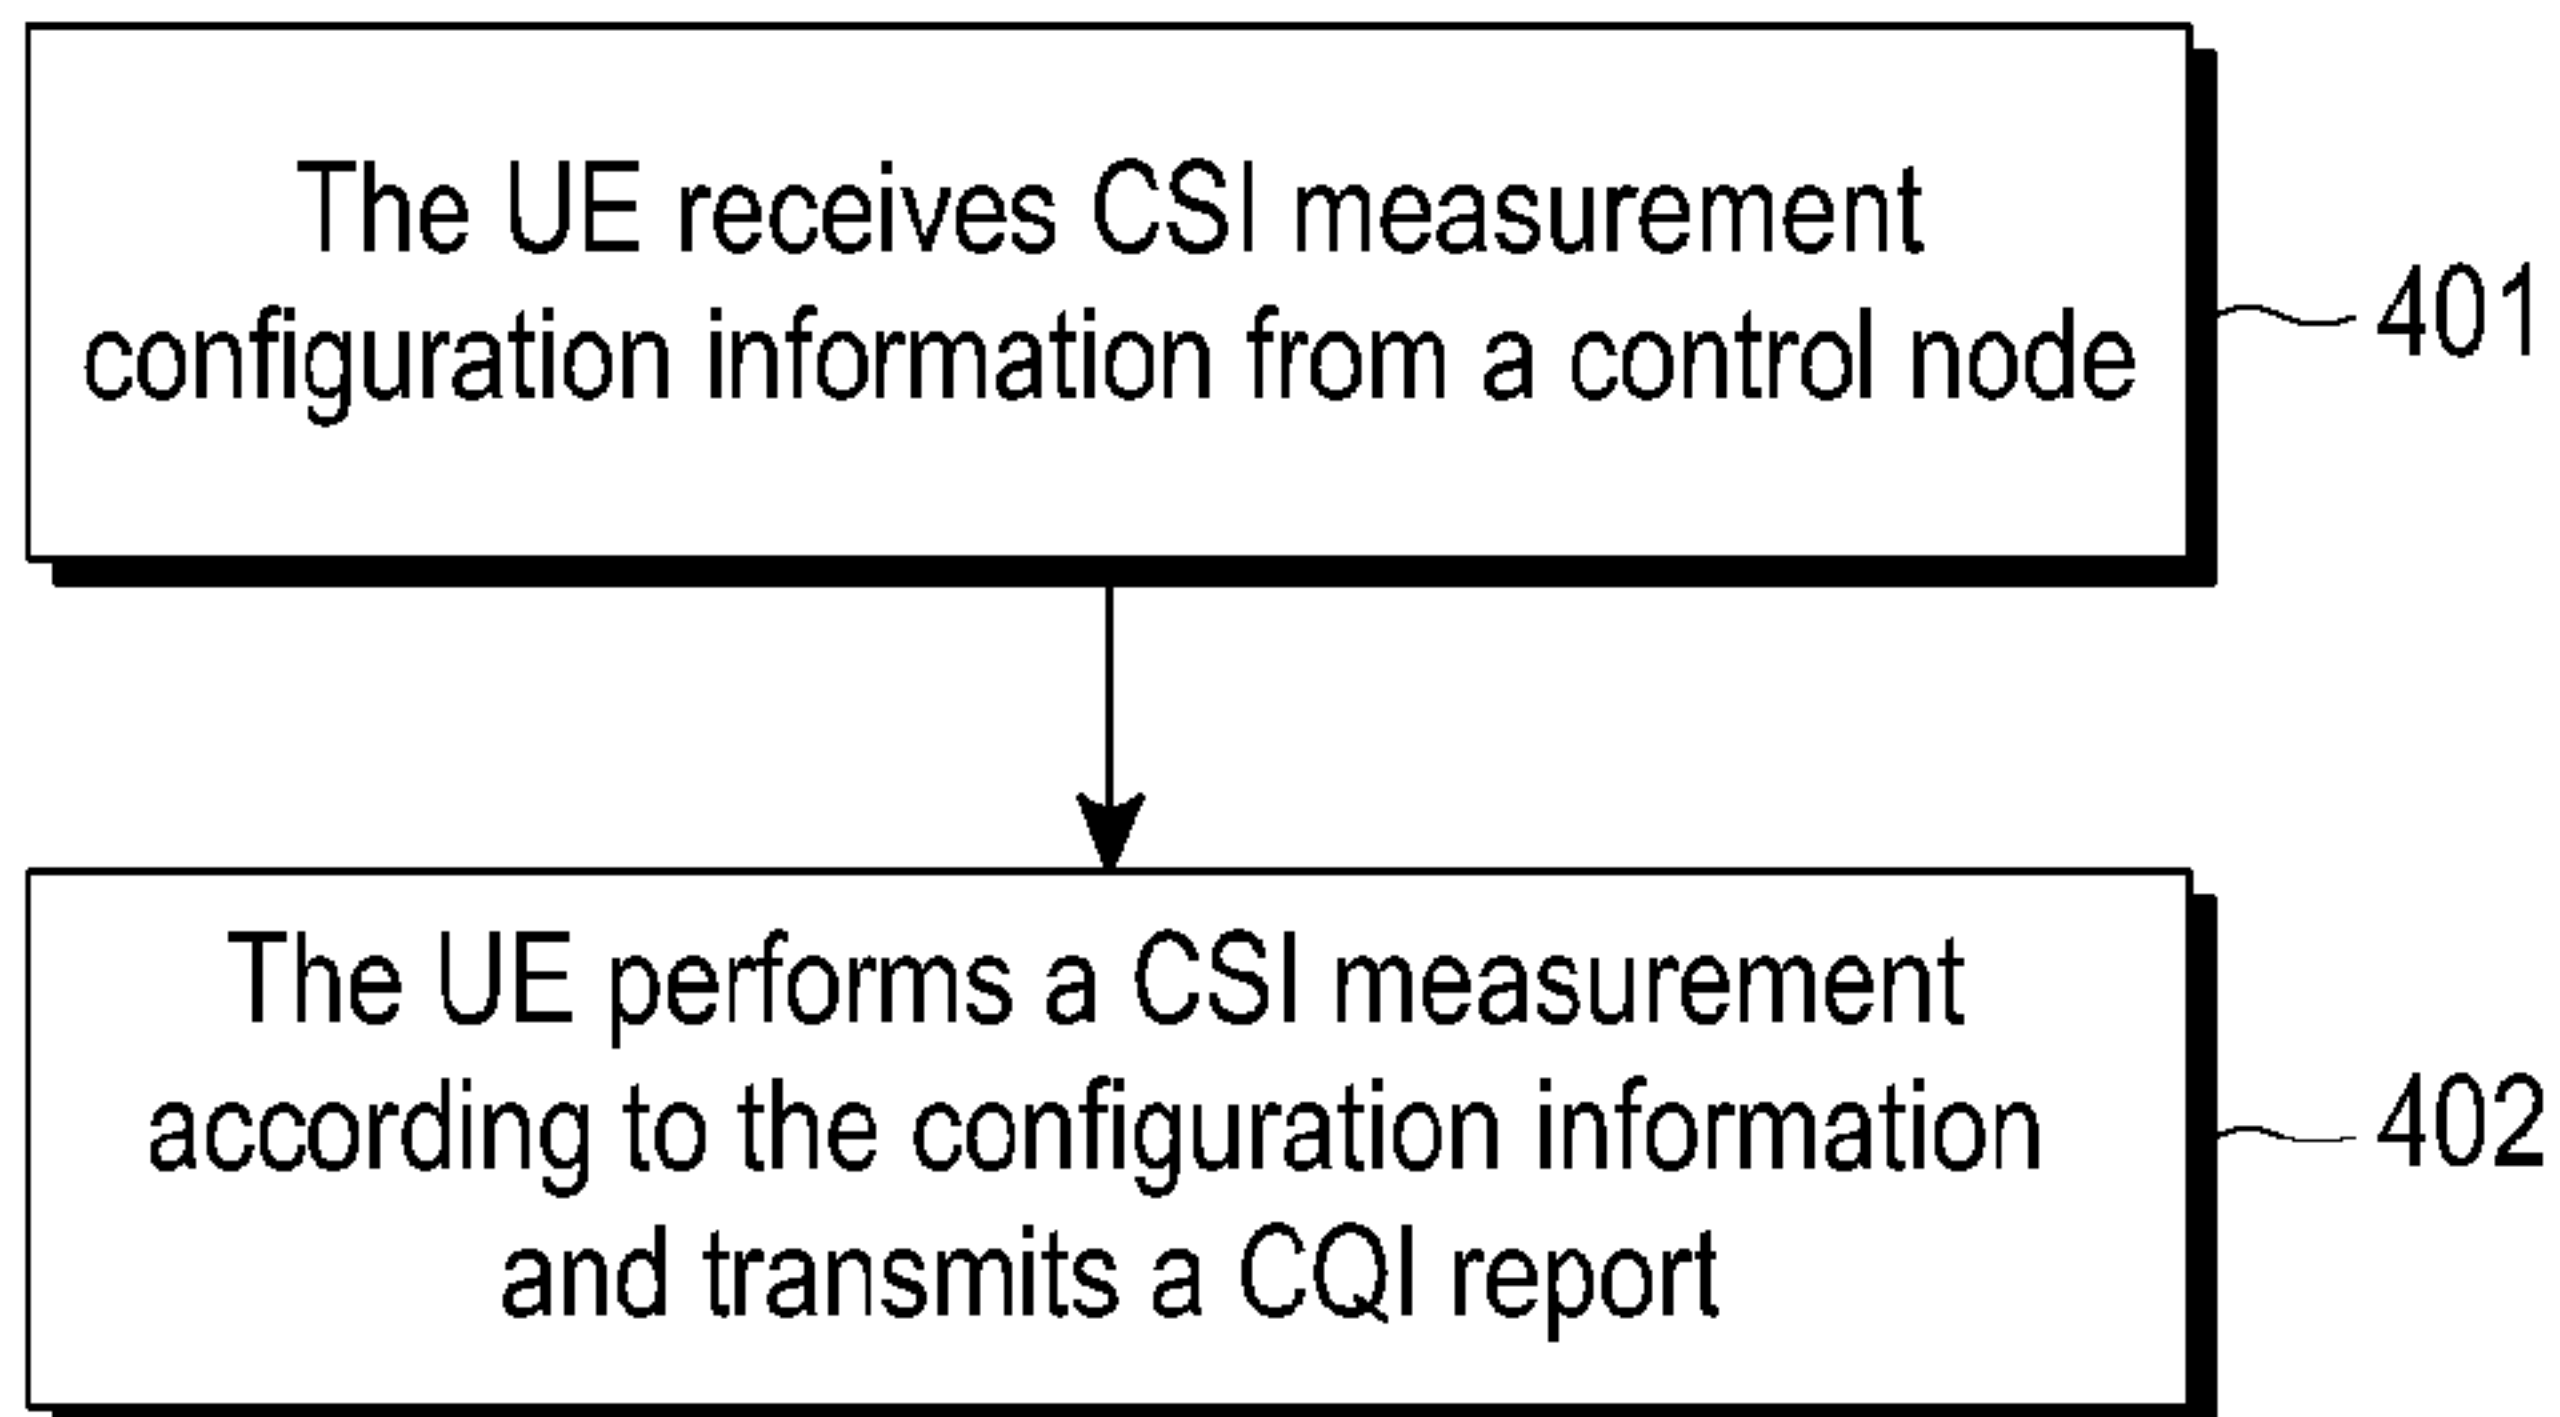 The UE receives CSI measurement
configuration information from a control node
401
The UE performs a CSI measurement
according to the configuration information
and transmits a CQI report
402